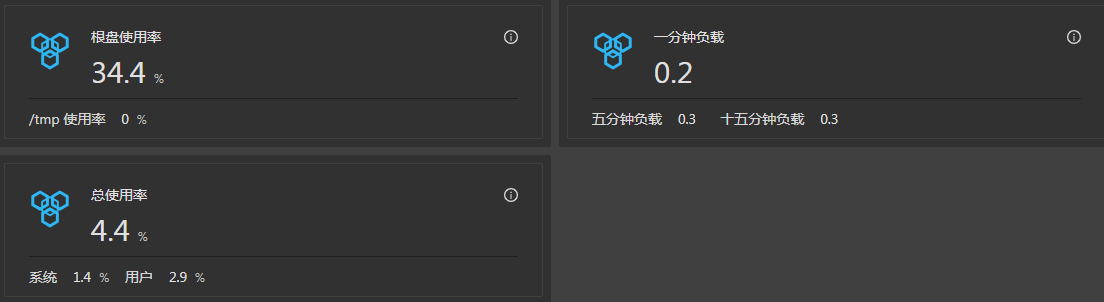 根盘使用率
34.4 %
/tmp 使用率 0 %
一分钟负载
0.2
五分钟负载 0.3 十五分钟负载 0.3
总使用率
4.4 %
系统 1.4 % 用户 2.9 %